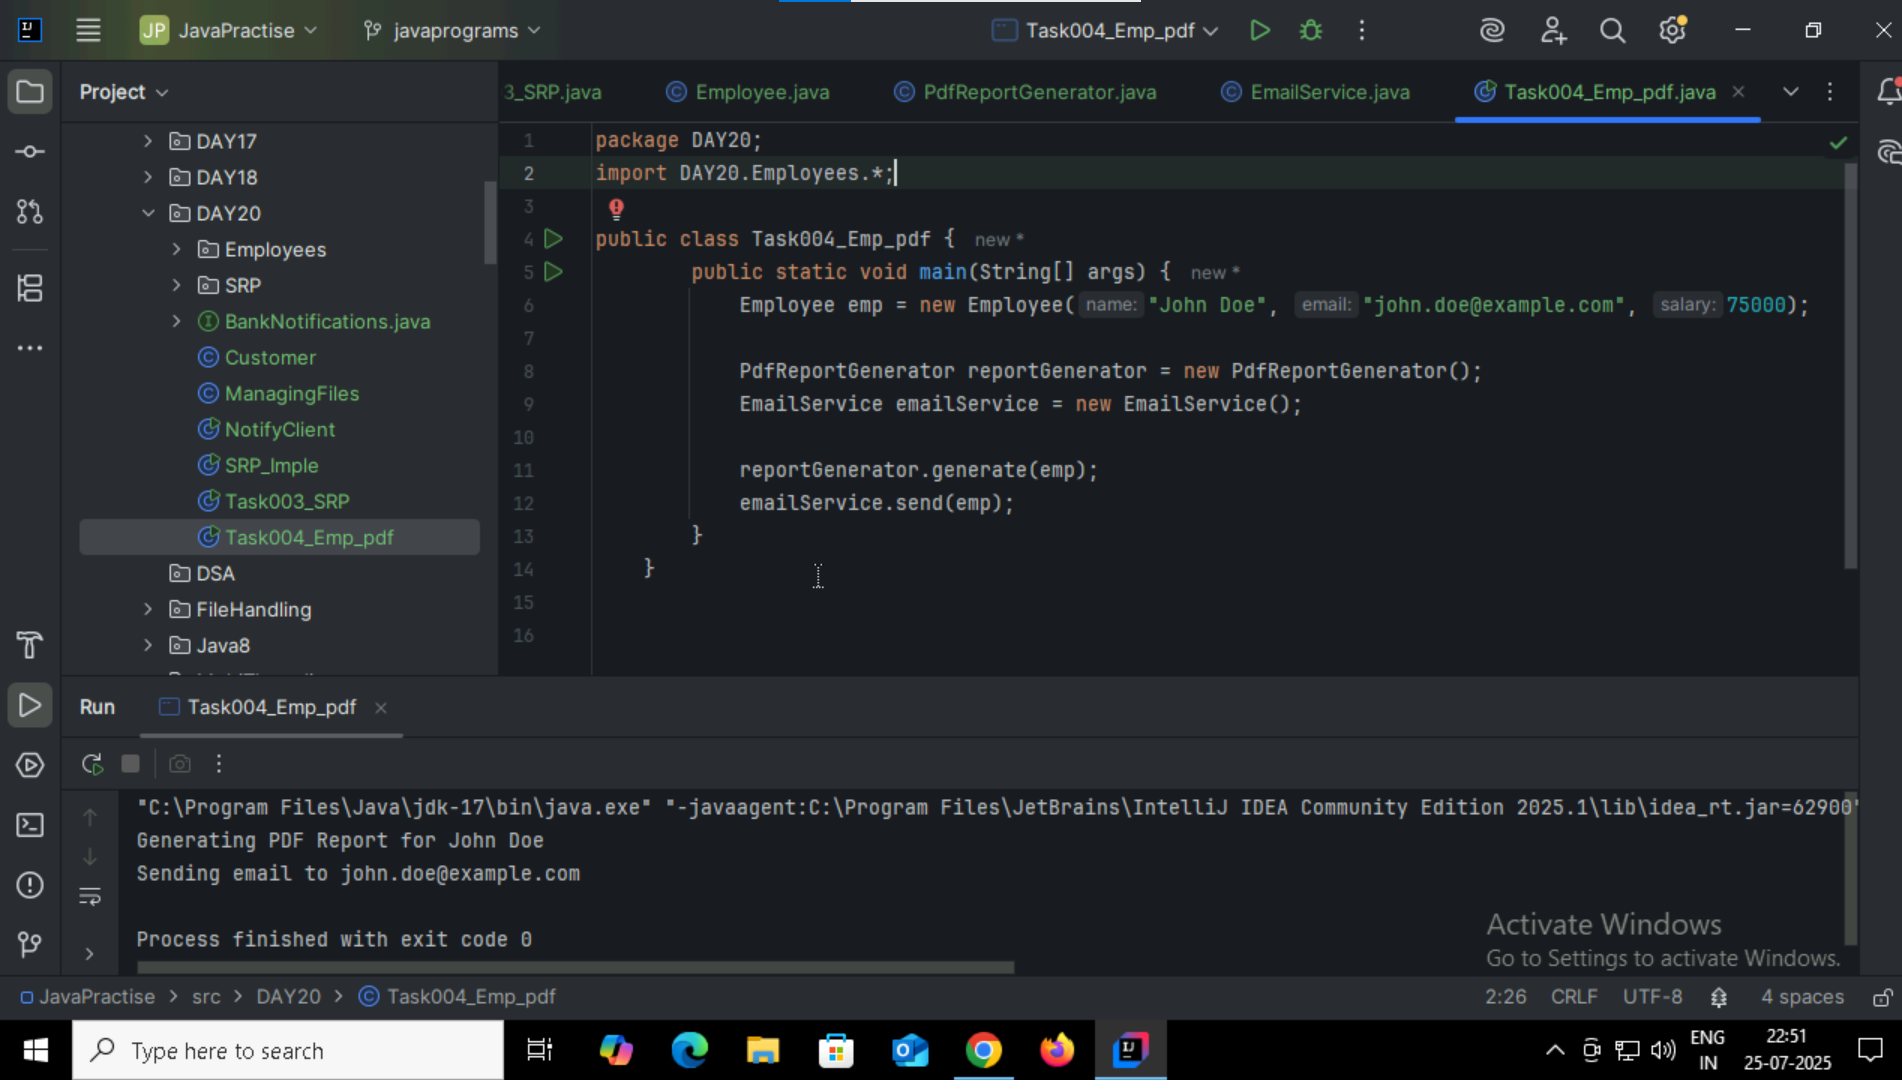 JP JavaPractise javaprograms Task004_Emp_pdf
Project
3_SRP.java Employee.java PdfReportGenerator.java EmailService.java Task004_Emp_pdf.java
DAY17
DAY18
DAY20
Employees
SRP
BankNotifications.java
Customer
ManagingFiles
NotifyClient
SRP_Imple
Task003_SRP
Task004_Emp_pdf
DSA
FileHandling
Java8
1 package DAY20;
2 import DAY20.Employees.*;
3
4 public class Task004_Emp_pdf { new *
5 public static void main(String[] args) { new *
6 Employee emp = new Employee( name: "John Doe", email: "john.doe@example.com", salary: 75000);
7
8 PdfReportGenerator reportGenerator = new PdfReportGenerator();
9 EmailService emailService = new EmailService();
10
11 reportGenerator.generate(emp);
12 emailService.send(emp);
13 }
14 }
15
16
Run Task004_Emp_pdf
"C:\Program Files\Java\jdk-17\bin\java.exe" "-javaagent:C:\Program Files\JetBrains\IntelliJ IDEA Community Edition 2025.1\lib\idea_rt.jar=62900"
Generating PDF Report for John Doe
Sending email to john.doe@example.com
Process finished with exit code 0
Activate Windows
Go to Settings to activate Windows.
JavaPractise > src > DAY20 > Task004_Emp_pdf 2:26 CRLF UTF-8 4 spaces
Type here to search
ENG
IN
22:51
25-07-2025